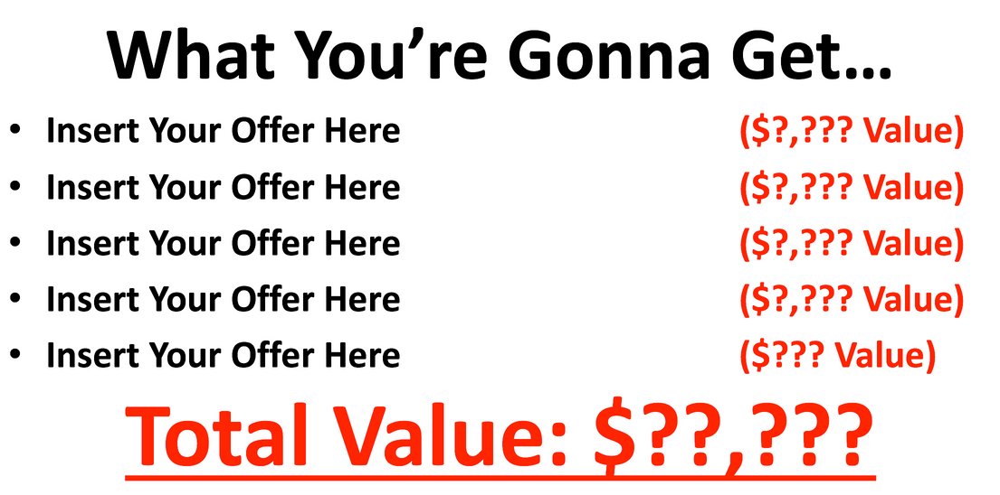 What You’re Gonna Get…
• Insert Your Offer Here ($?,??? Value)
• Insert Your Offer Here ($?,??? Value)
• Insert Your Offer Here ($?,??? Value)
• Insert Your Offer Here ($?,??? Value)
• Insert Your Offer Here ($??? Value)
Total Value: $??,???